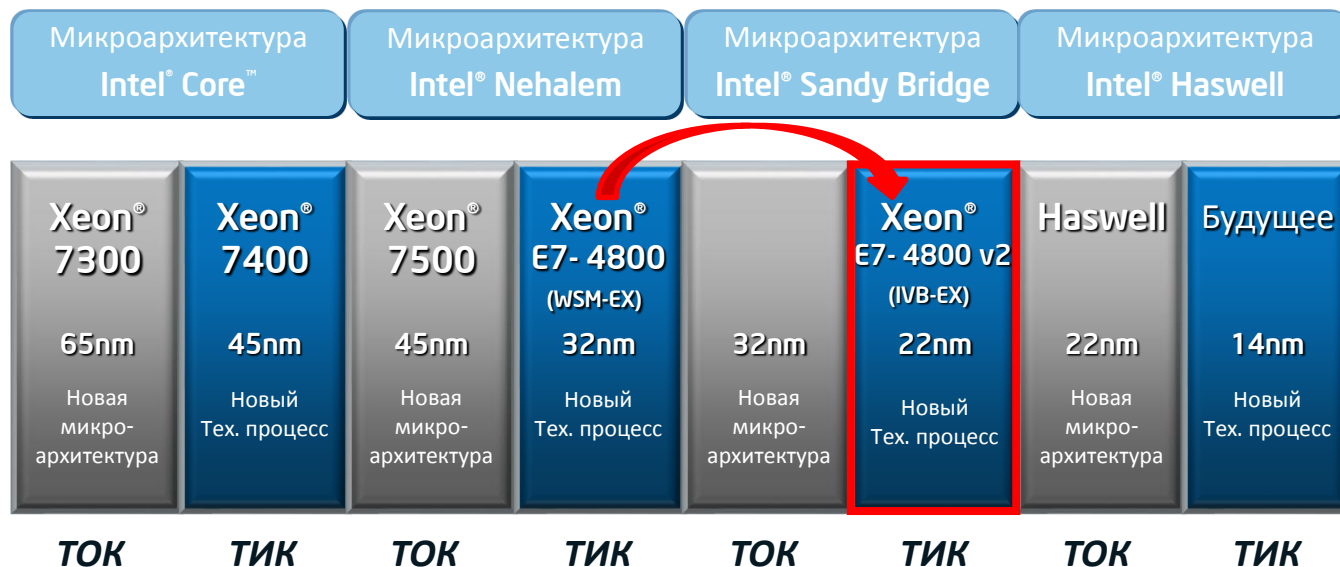 Микроархитектура
Intel® Core™
Микроархитектура
Intel® Nehalem
Микроархитектура
Intel® Sandy Bridge
Микроархитектура
Intel® Haswell
Xeon®
7300
65nm
Новая
микро-
архитектура
Xeon®
7400
45nm
Новый
Тех. процесс
Xeon®
7500
45nm
Новая
микро-
архитектура
Xeon®
E7- 4800
(WSM-EX)
32nm
Новый
Тех. процесс
32nm
Новая
микро-
архитектура
Xeon®
E7- 4800 v2
(IVB-EX)
22nm
Новый
Тех. процесс
Haswell
22nm
Новая
микро-
архитектура
Будущее
14nm
Новый
Тех. процесс
ТОК
ТИК
ТОК
ТИК
ТОК
ТИК
ТОК
ТИК